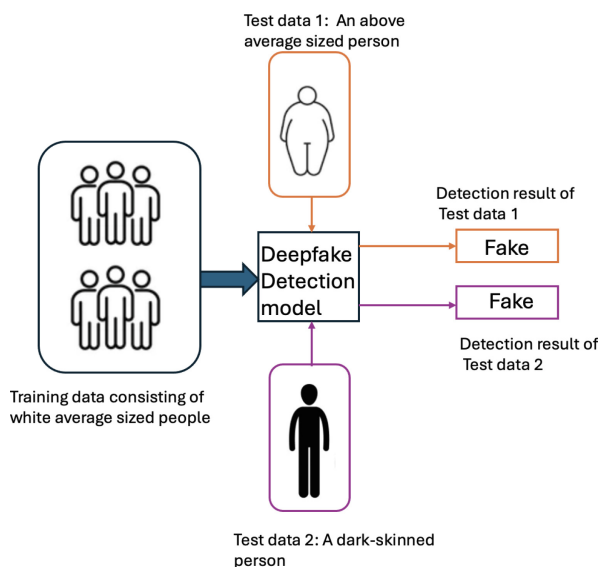 Test data 1:  An above
average sized person
Detection result of
Test data 1
Fake
Deepfake
Detection
model
Fake
Detection result of
Test data 2
Training data consisting of
white average sized people
Test data 2: A dark-skinned
person